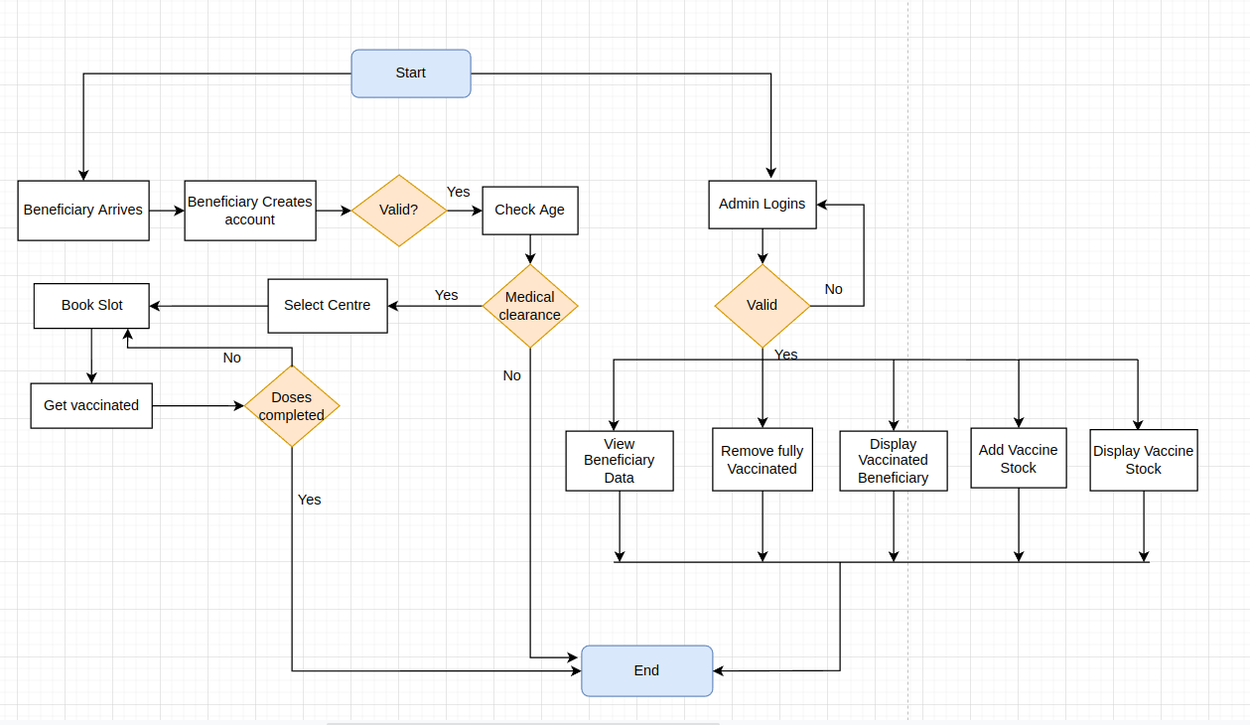 Start
Beneficiary Arrives
Beneficiary Creates
account
Valid?
Yes
Check Age
Admin Logins
Book Slot
Select Centre
Yes
Medical
clearance
Valid
No
No
No
Yes
Get vaccinated
Doses
completed
View
Beneficiary
Data
Remove fully
Vaccinated
Display
Vaccinated
Beneficiary
Add Vaccine
Stock
Display Vaccine
Stock
Yes
End